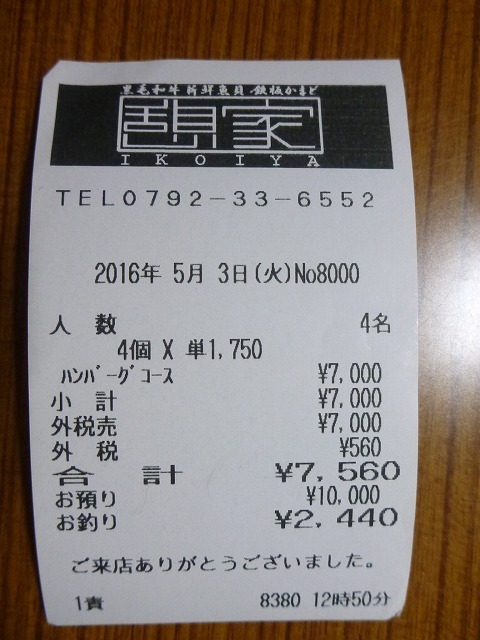 黒毛和牛 新鮮魚貝 鉄板かまど
憩家
IKOIYA
TEL0792-33-6552
2016年 5月 3日(火)No8000
人 数 4名
4個 X 単1,750
ﾊﾝﾊﾞｰｸﾞｺｰｽ ¥7,000
小 計 ¥7,000
外税売 ¥7,000
外 税 ¥560
合 計 ¥7,560
お預り ¥10,000
お釣り ¥2,440
ご来店ありがとうございました。
1責 8380 12時50分